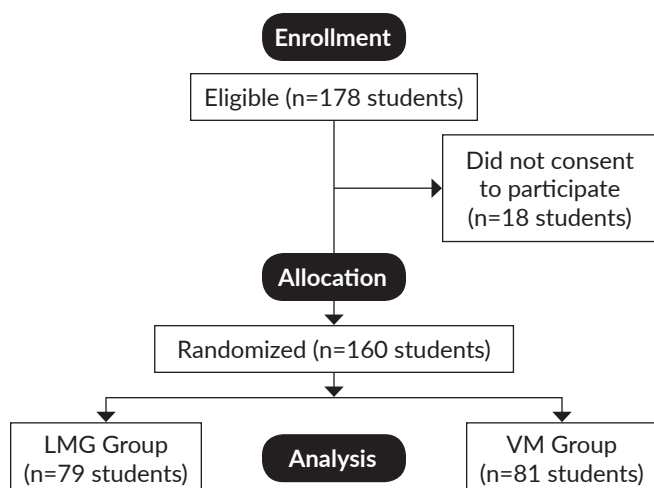 Enrollment
Eligible (n=178 students)
Did not consent
to participate
(n=18 students)
Allocation
Randomized (n=160 students)
LMG Group
(n=79 students)
Analysis
VM Group
(n=81 students)